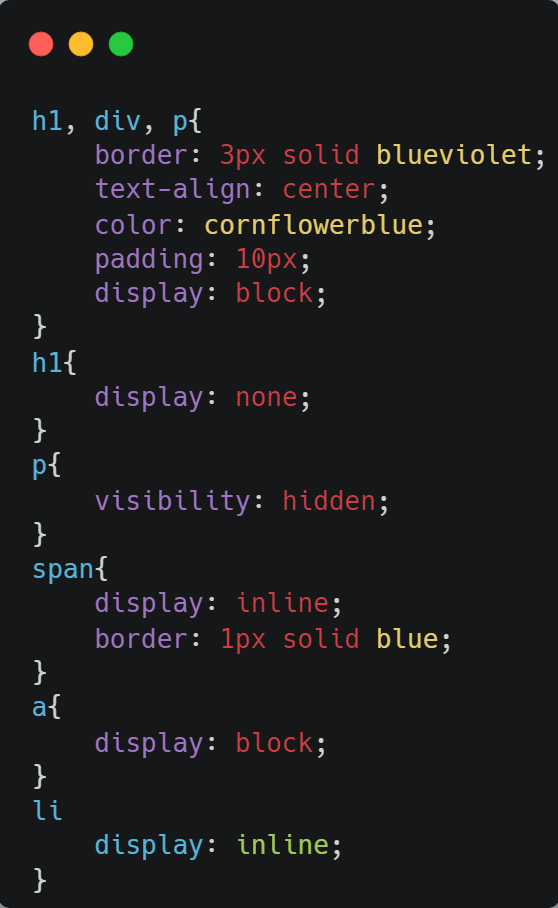 h1, div, p{
    border: 3px solid blueviolet;
    text-align: center;
    color: cornflowerblue;
    padding: 10px;
    display: block;
}
h1{
    display: none;
}
p{
    visibility: hidden;
}
span{
    display: inline;
    border: 1px solid blue;
}
a{
    display: block;
}
li
    display: inline;
}